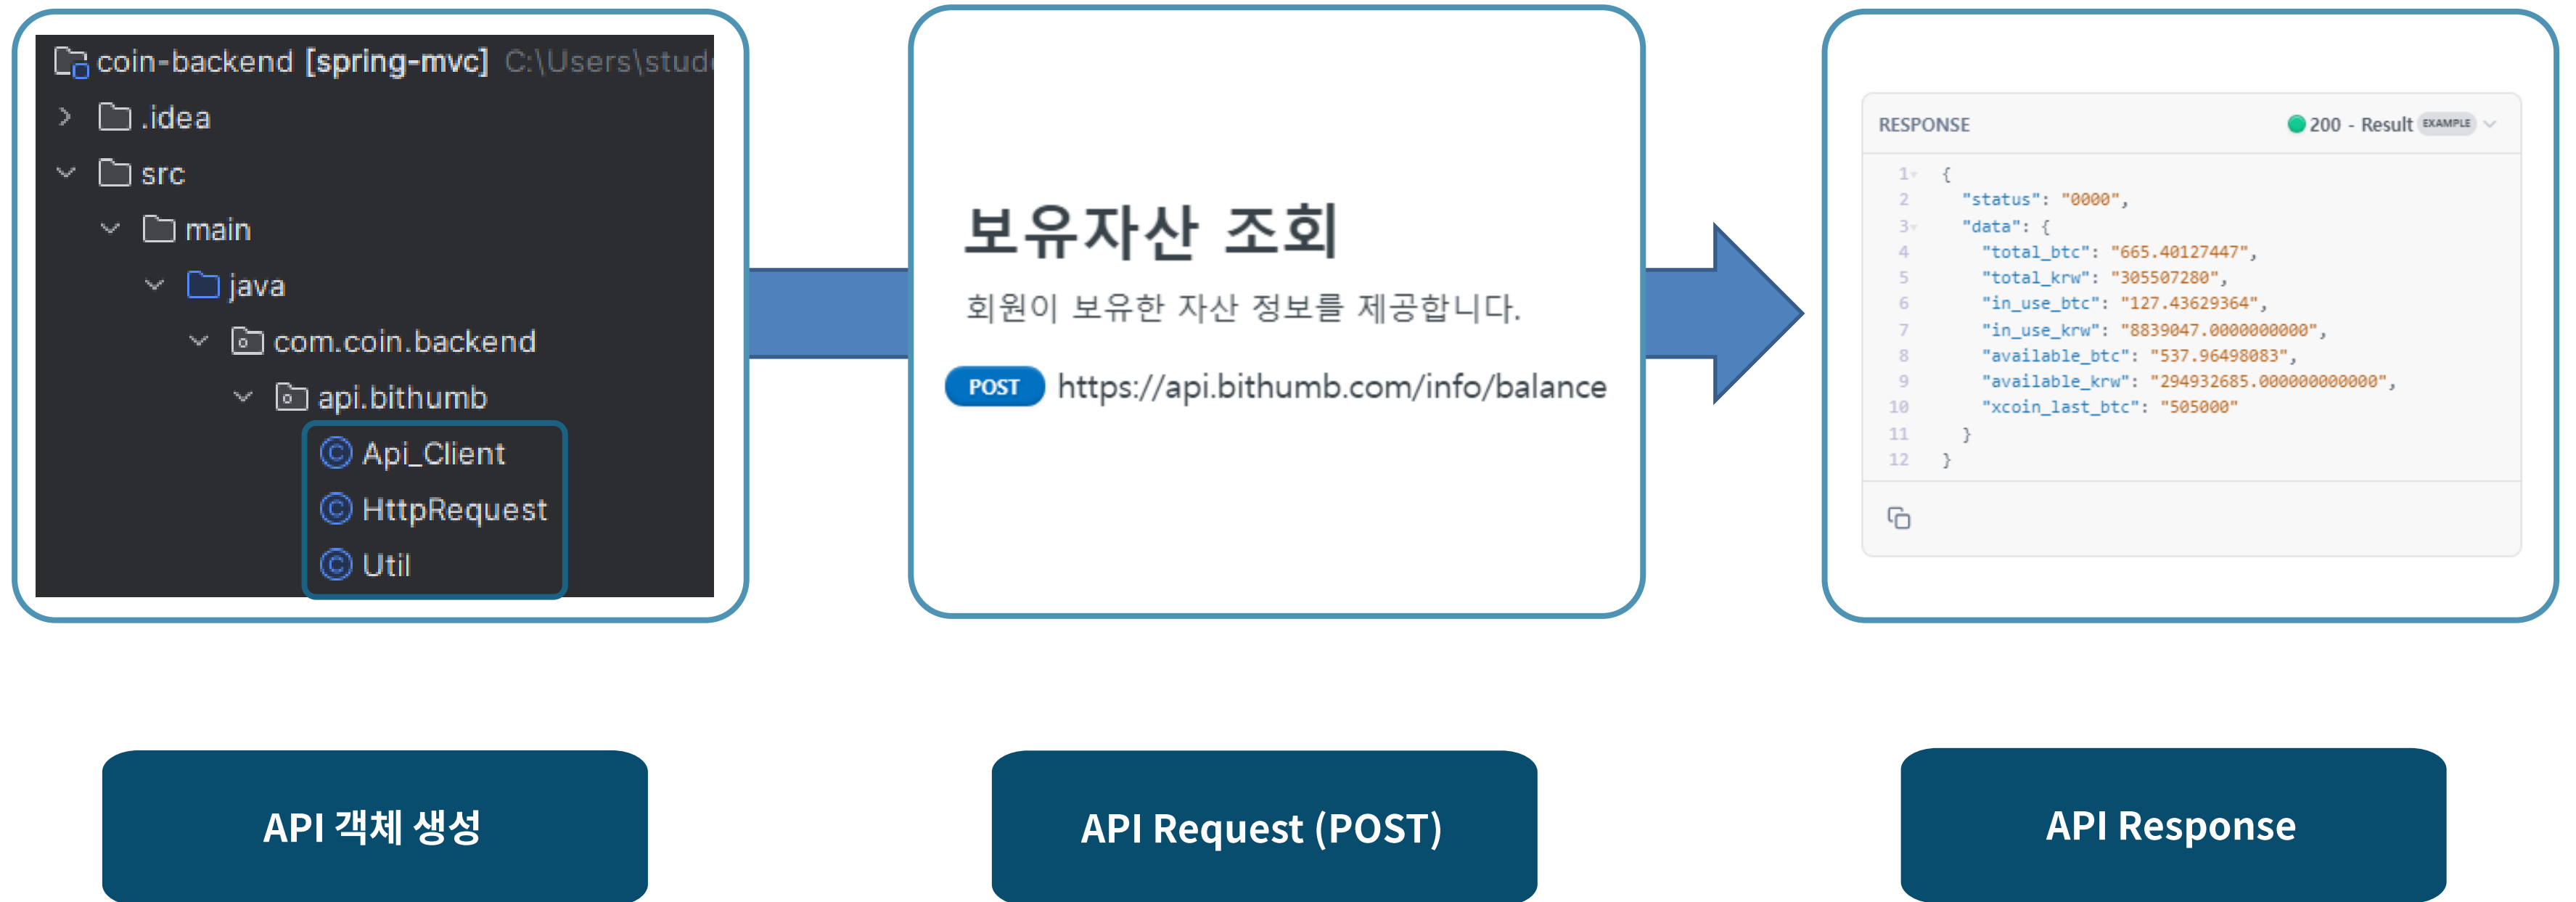 coin-backend [spring-mvc] C:\Users\stud
.idea
src
main
java
com.coin.backend
api.bithumb
Api_Client
HttpRequest
Util
보유자산 조회
회원이 보유한 자산 정보를 제공합니다.
POST https://api.bithumb.com/info/balance
RESPONSE 200 - Result EXAMPLE
1 {
2 "status": "0000",
3 "data": {
4 "total_btc": "665.40127447",
5 "total_krw": "305507280",
6 "in_use_btc": "127.43629364",
7 "in_use_krw": "8839047.0000000000",
8 "available_btc": "537.96498083",
9 "available_krw": "294932685.000000000000",
10 "xcoin_last_btc": "505000"
11 }
12 }
API 객체 생성
API Request (POST)
API Response